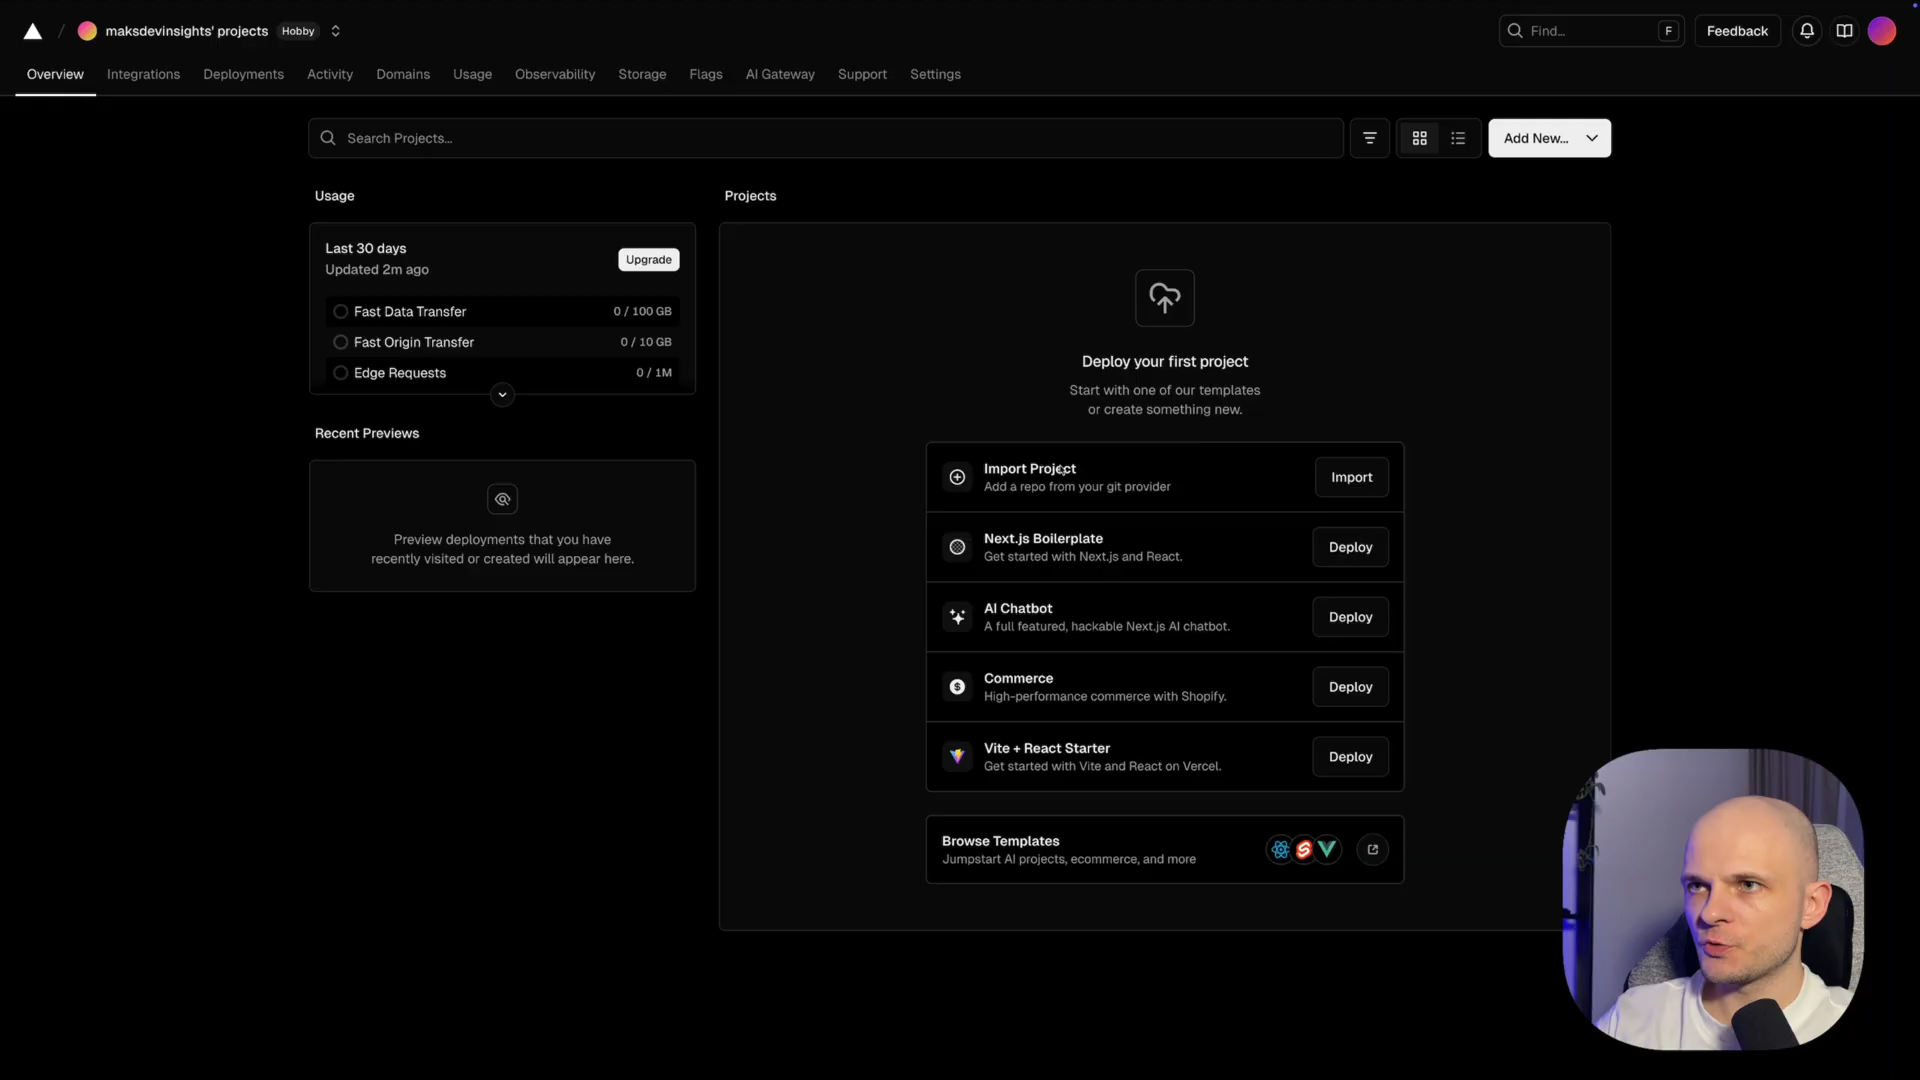 maksdevinsights' projects Hobby
Find... F
Feedback
Overview Integrations Deployments Activity Domains Usage Observability Storage Flags AI Gateway Support Settings
Search Projects...
Add New...
Usage
Last 30 days
Updated 2m ago
Upgrade
Fast Data Transfer 0 / 100 GB
Fast Origin Transfer 0 / 10 GB
Edge Requests 0 / 1M
Recent Previews
Preview deployments that you have
recently visited or created will appear here.
Projects
Deploy your first project
Start with one of our templates
or create something new.
Import Project
Add a repo from your git provider
Import
Next.js Boilerplate
Get started with Next.js and React.
Deploy
AI Chatbot
A full featured, hackable Next.js AI chatbot.
Deploy
Commerce
High-performance commerce with Shopify.
Deploy
Vite + React Starter
Get started with Vite and React on Vercel.
Deploy
Browse Templates
Jumpstart AI projects, ecommerce, and more